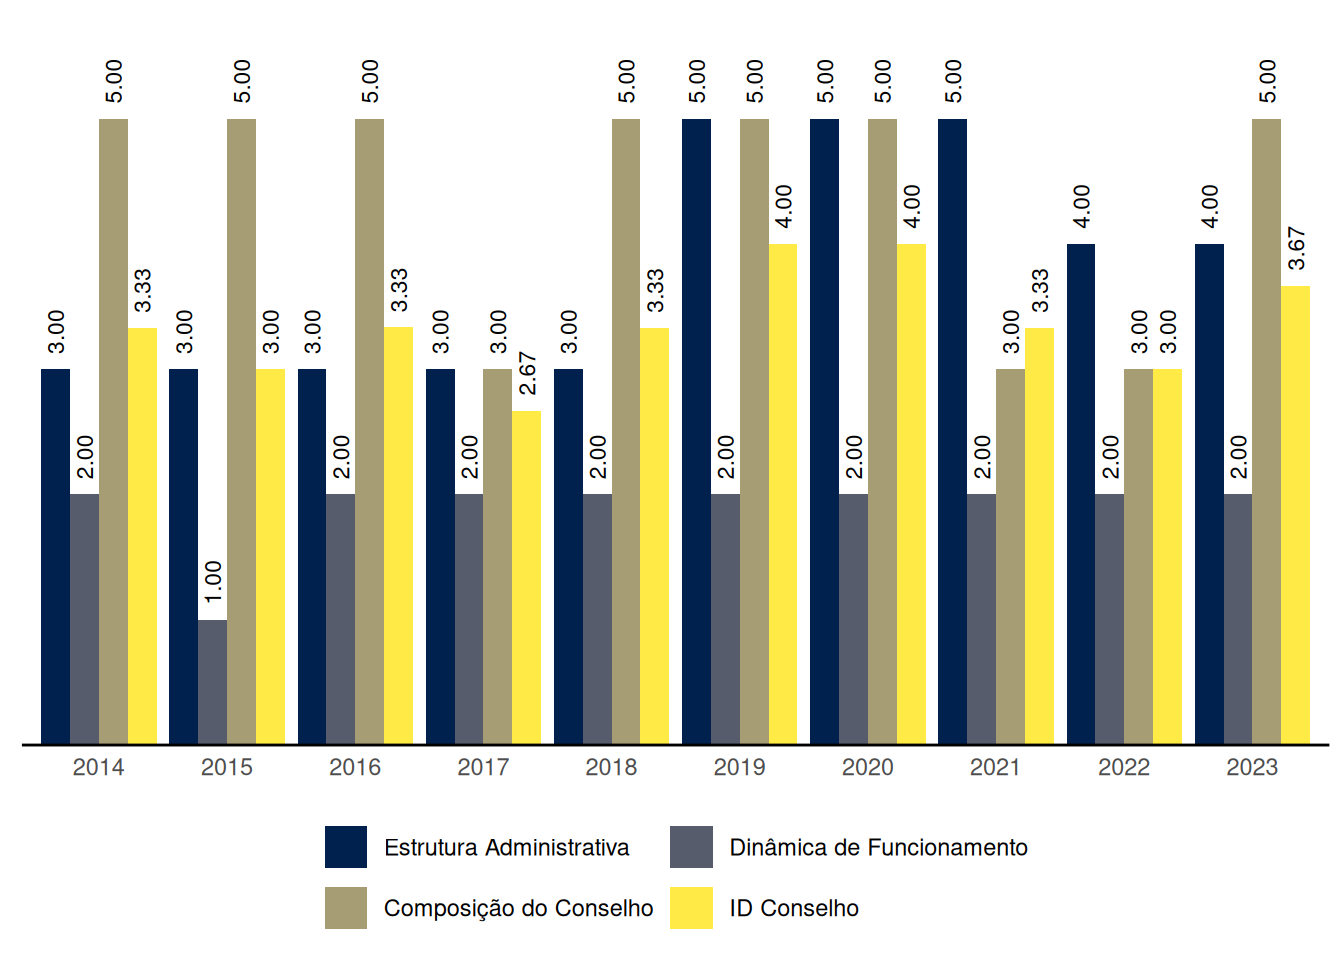 3.00 2.00 5.00 3.33 3.00 1.00 5.00 3.00 3.00 2.00 5.00 3.33 3.00 2.00 3.00 2.67 3.00 2.00 5.00 3.33 5.00 2.00 5.00 4.00 5.00 2.00 5.00 4.00 5.00 2.00 3.00 3.33 4.00 2.00 3.00 3.00 4.00 2.00 5.00 3.67
2014 2015 2016 2017 2018 2019 2020 2021 2022 2023
Estrutura Administrativa Dinâmica de Funcionamento
Composição do Conselho ID Conselho